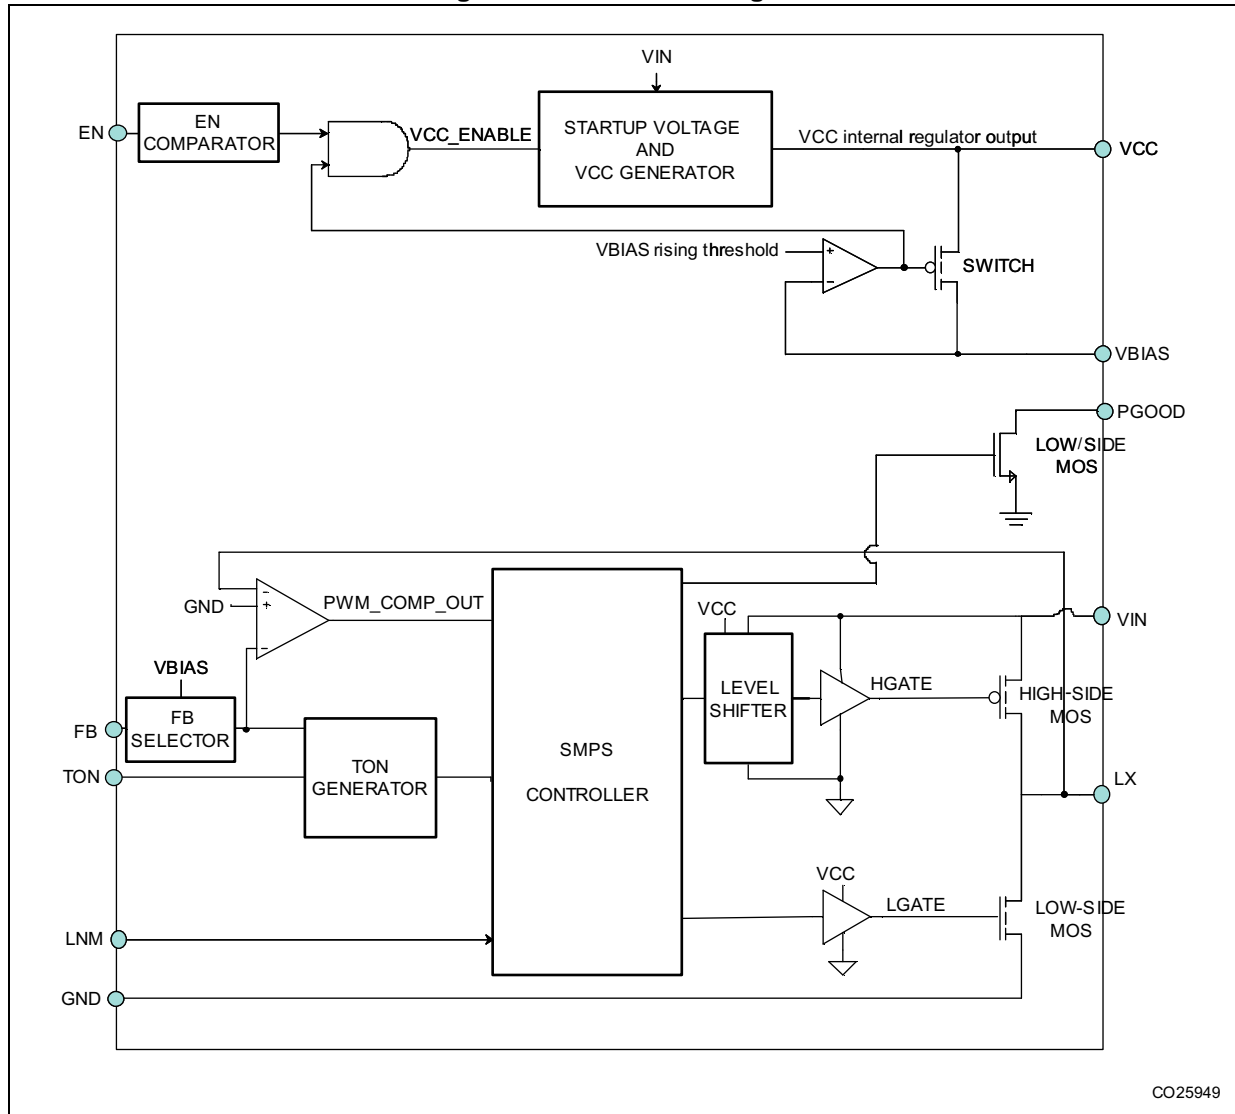 VIN
EN
EN
COMPARATOR
VCC_ENABLE
STARTUP VOLTAGE
AND
VCC GENERATOR
VCC internal regulator output
VCC
VBIAS rising threshold
+
-
SWITCH
VBIAS
PGOOD
LOW/SIDE
MOS
-
GND
+
-
PWM_COMP_OUT
VBIAS
FB
FB
SELECTOR
TON
TON
GENERATOR
SMPS
CONTROLLER
VCC
LEVEL
SHIFTER
HGATE
VIN
HIGH-SIDE
MOS
LX
VCC
LGATE
LOW-SIDE
MOS
LNM
GND
CO25949